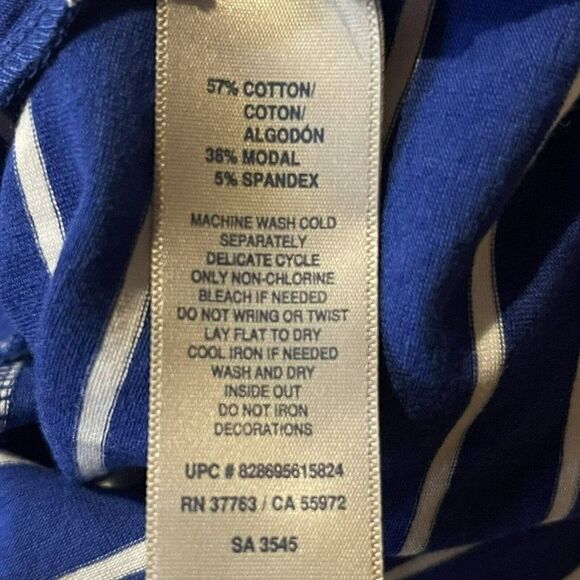 57% COTTON/
COTON/
ALGODÓN
38% MODAL
5% SPANDEX
MACHINE WASH COLD
SEPARATELY
DELICATE CYCLE
ONLY NON-CHLORINE
BLEACH IF NEEDED
DO NOT WRING OR TWIST
LAY FLAT TO DRY
COOL IRON IF NEEDED
WASH AND DRY
INSIDE OUT
DO NOT IRON
DECORATIONS
UPC # 828695615824
RN 37763 / CA 55972
SA 3545